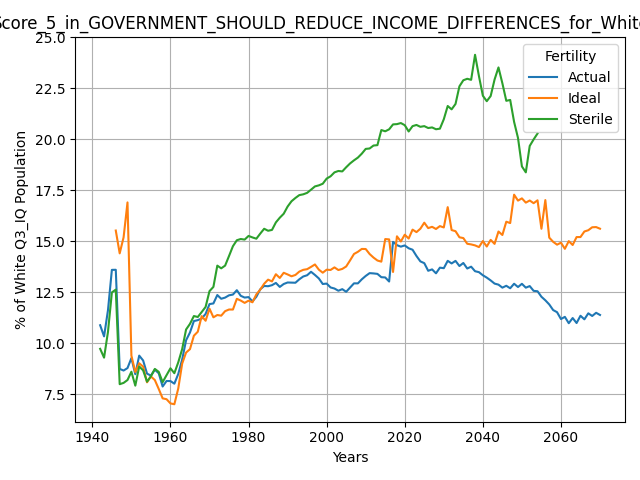 Score_5_in_GOVERNMENT_SHOULD_REDUCE_INCOME_DIFFERENCES_for_White
25.0
22.5
20.0
17.5
15.0
12.5
10.0
7.5
% of White Q3_IQ Population
Fertility
Actual
Ideal
Sterile
1940 1960 1980 2000 2020 2040 2060
Years